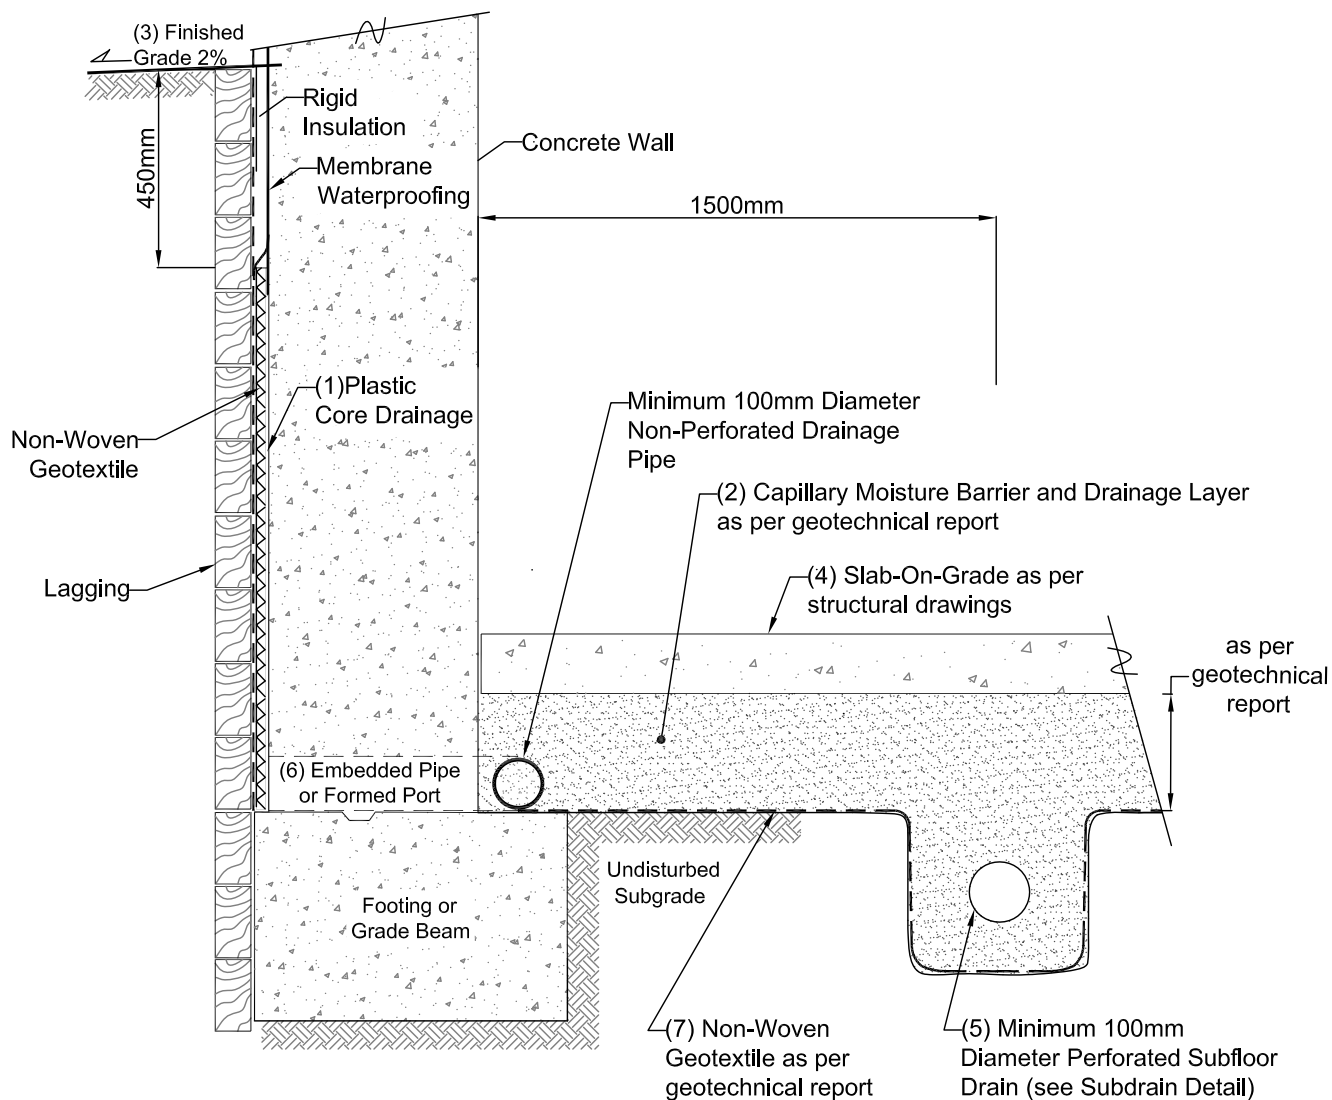 (3) Finished
Grade 2%
Rigid
Insulation
Membrane
Waterproofing
450mm
Concrete Wall
1500mm
(1)Plastic
Core Drainage
Non-Woven
Geotextile
Minimum 100mm Diameter
Non-Perforated Drainage
Pipe
(2) Capillary Moisture Barrier and Drainage Layer
as per geotechnical report
Lagging
(4) Slab-On-Grade as per
structural drawings
as per
geotechnical
report
(6) Embedded Pipe
or Formed Port
Undisturbed
Subgrade
Footing or
Grade Beam
(7) Non-Woven
Geotextile as per
geotechnical report
(5) Minimum 100mm
Diameter Perforated Subfloor
Drain (see Subdrain Detail)